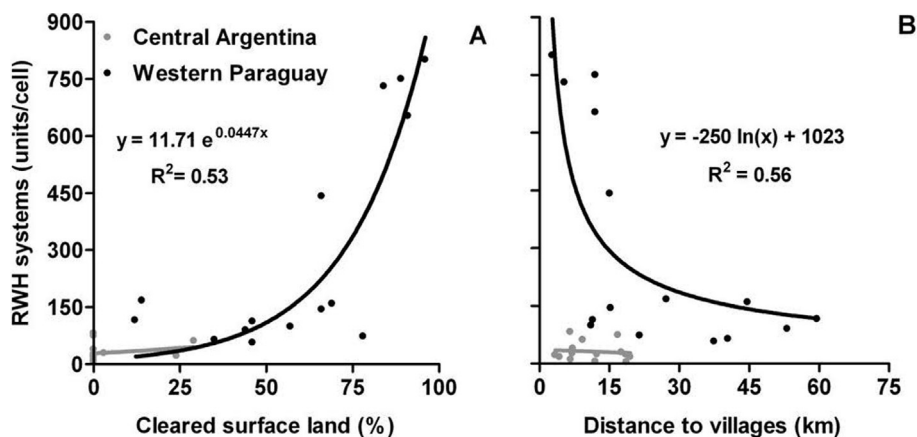 A
B
Central Argentina
Western Paraguay
y = 11.71 e^0.0447x
R² = 0.53
y = -250 ln(x) + 1023
R² = 0.56
RWH systems (units/cell)
900
750
600
450
300
150
0
0 25 50 75 100
0 15 30 45 60 75
Cleared surface land (%)
Distance to villages (km)